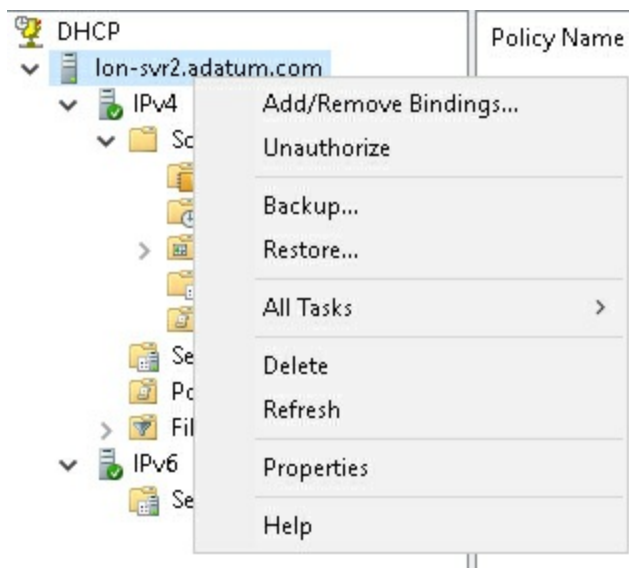 DHCP
Policy Name
lon-svr2.adatum.com
IPv4
Add/Remove Bindings...
Unauthorize
Backup...
Restore...
All Tasks
Delete
Refresh
IPv6
Properties
Help